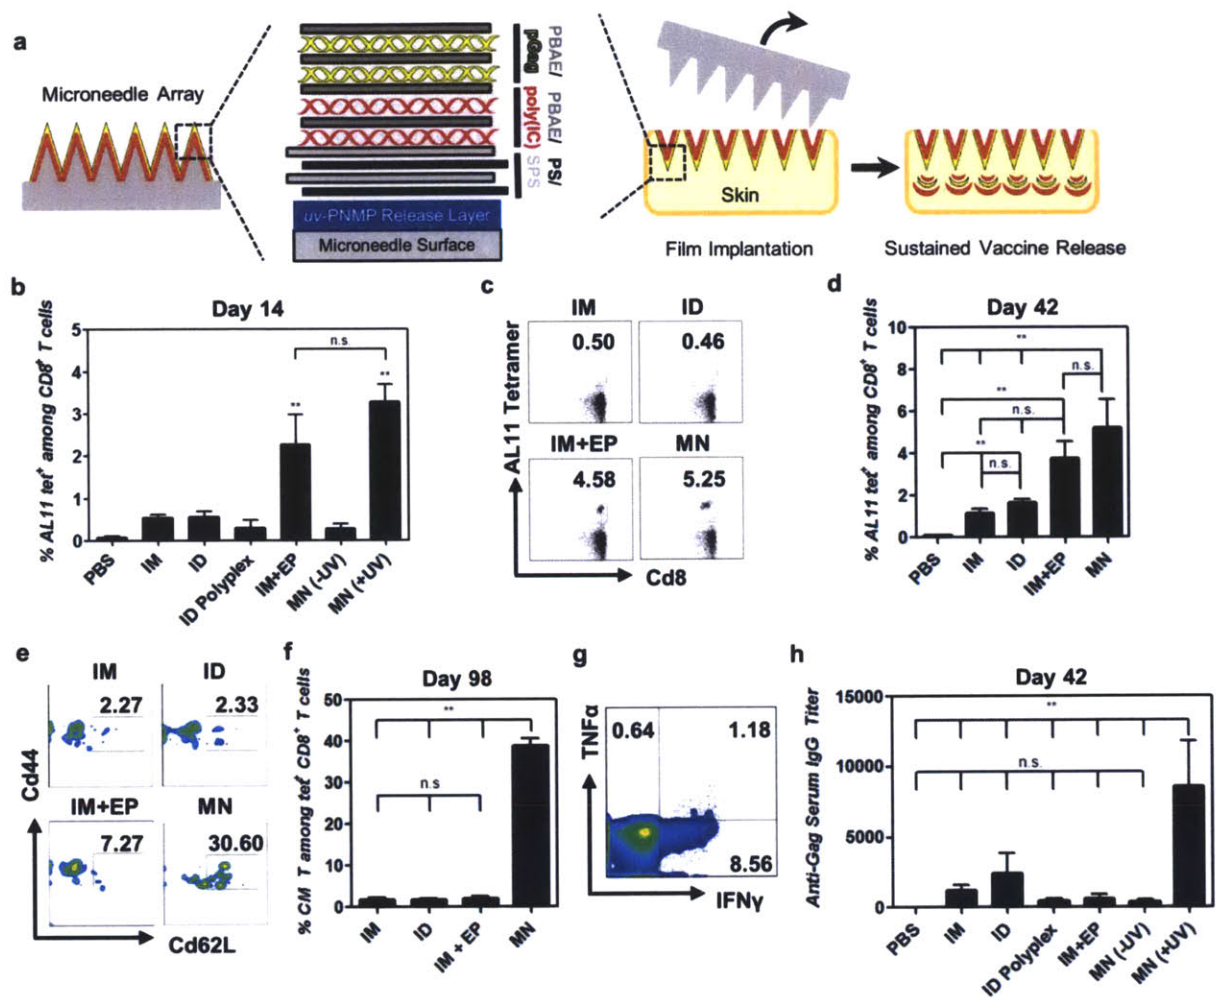 a
Microneedle Array
PBAE/
pGag
PBAE/
poly(IC)
PS/
SPS
uv-PNMP Release Layer
Microneedle Surface
Skin
Film Implantation
Sustained Vaccine Release
b
Day 14
% AL11 tet+ among CD8+ T cells
5
4
3
2
1
0
n.s
**
**
PBS
IM
ID
ID Polyplex
IM+EP
MN (-UV)
MN (+UV)
c
IM
ID
0.50
0.46
IM+EP
MN
4.58
5.25
AL11 Tetramer
Cd8
d
Day 42
% AL11 tet+ among CD8+ T cells
10
8
6
4
2
0
**
n.s.
**
n.s.
**
n.s.
PBS
IM
ID
IM+EP
MN
e
IM
ID
2.27
2.33
IM+EP
MN
7.27
30.60
Cd44
Cd62L
f
Day 98
% CM T among tet+ CD8+ T cells
50
40
30
20
10
0
**
n.s
IM
ID
IM + EP
MN
g
TNFα
0.64
1.18
8.56
IFNγ
h
Day 42
Anti-Gag Serum IgG Titer
15000
10000
5000
0
**
n.s.
PBS
IM
ID
ID Polyplex
IM+EP
MN (-UV)
MN (+UV)